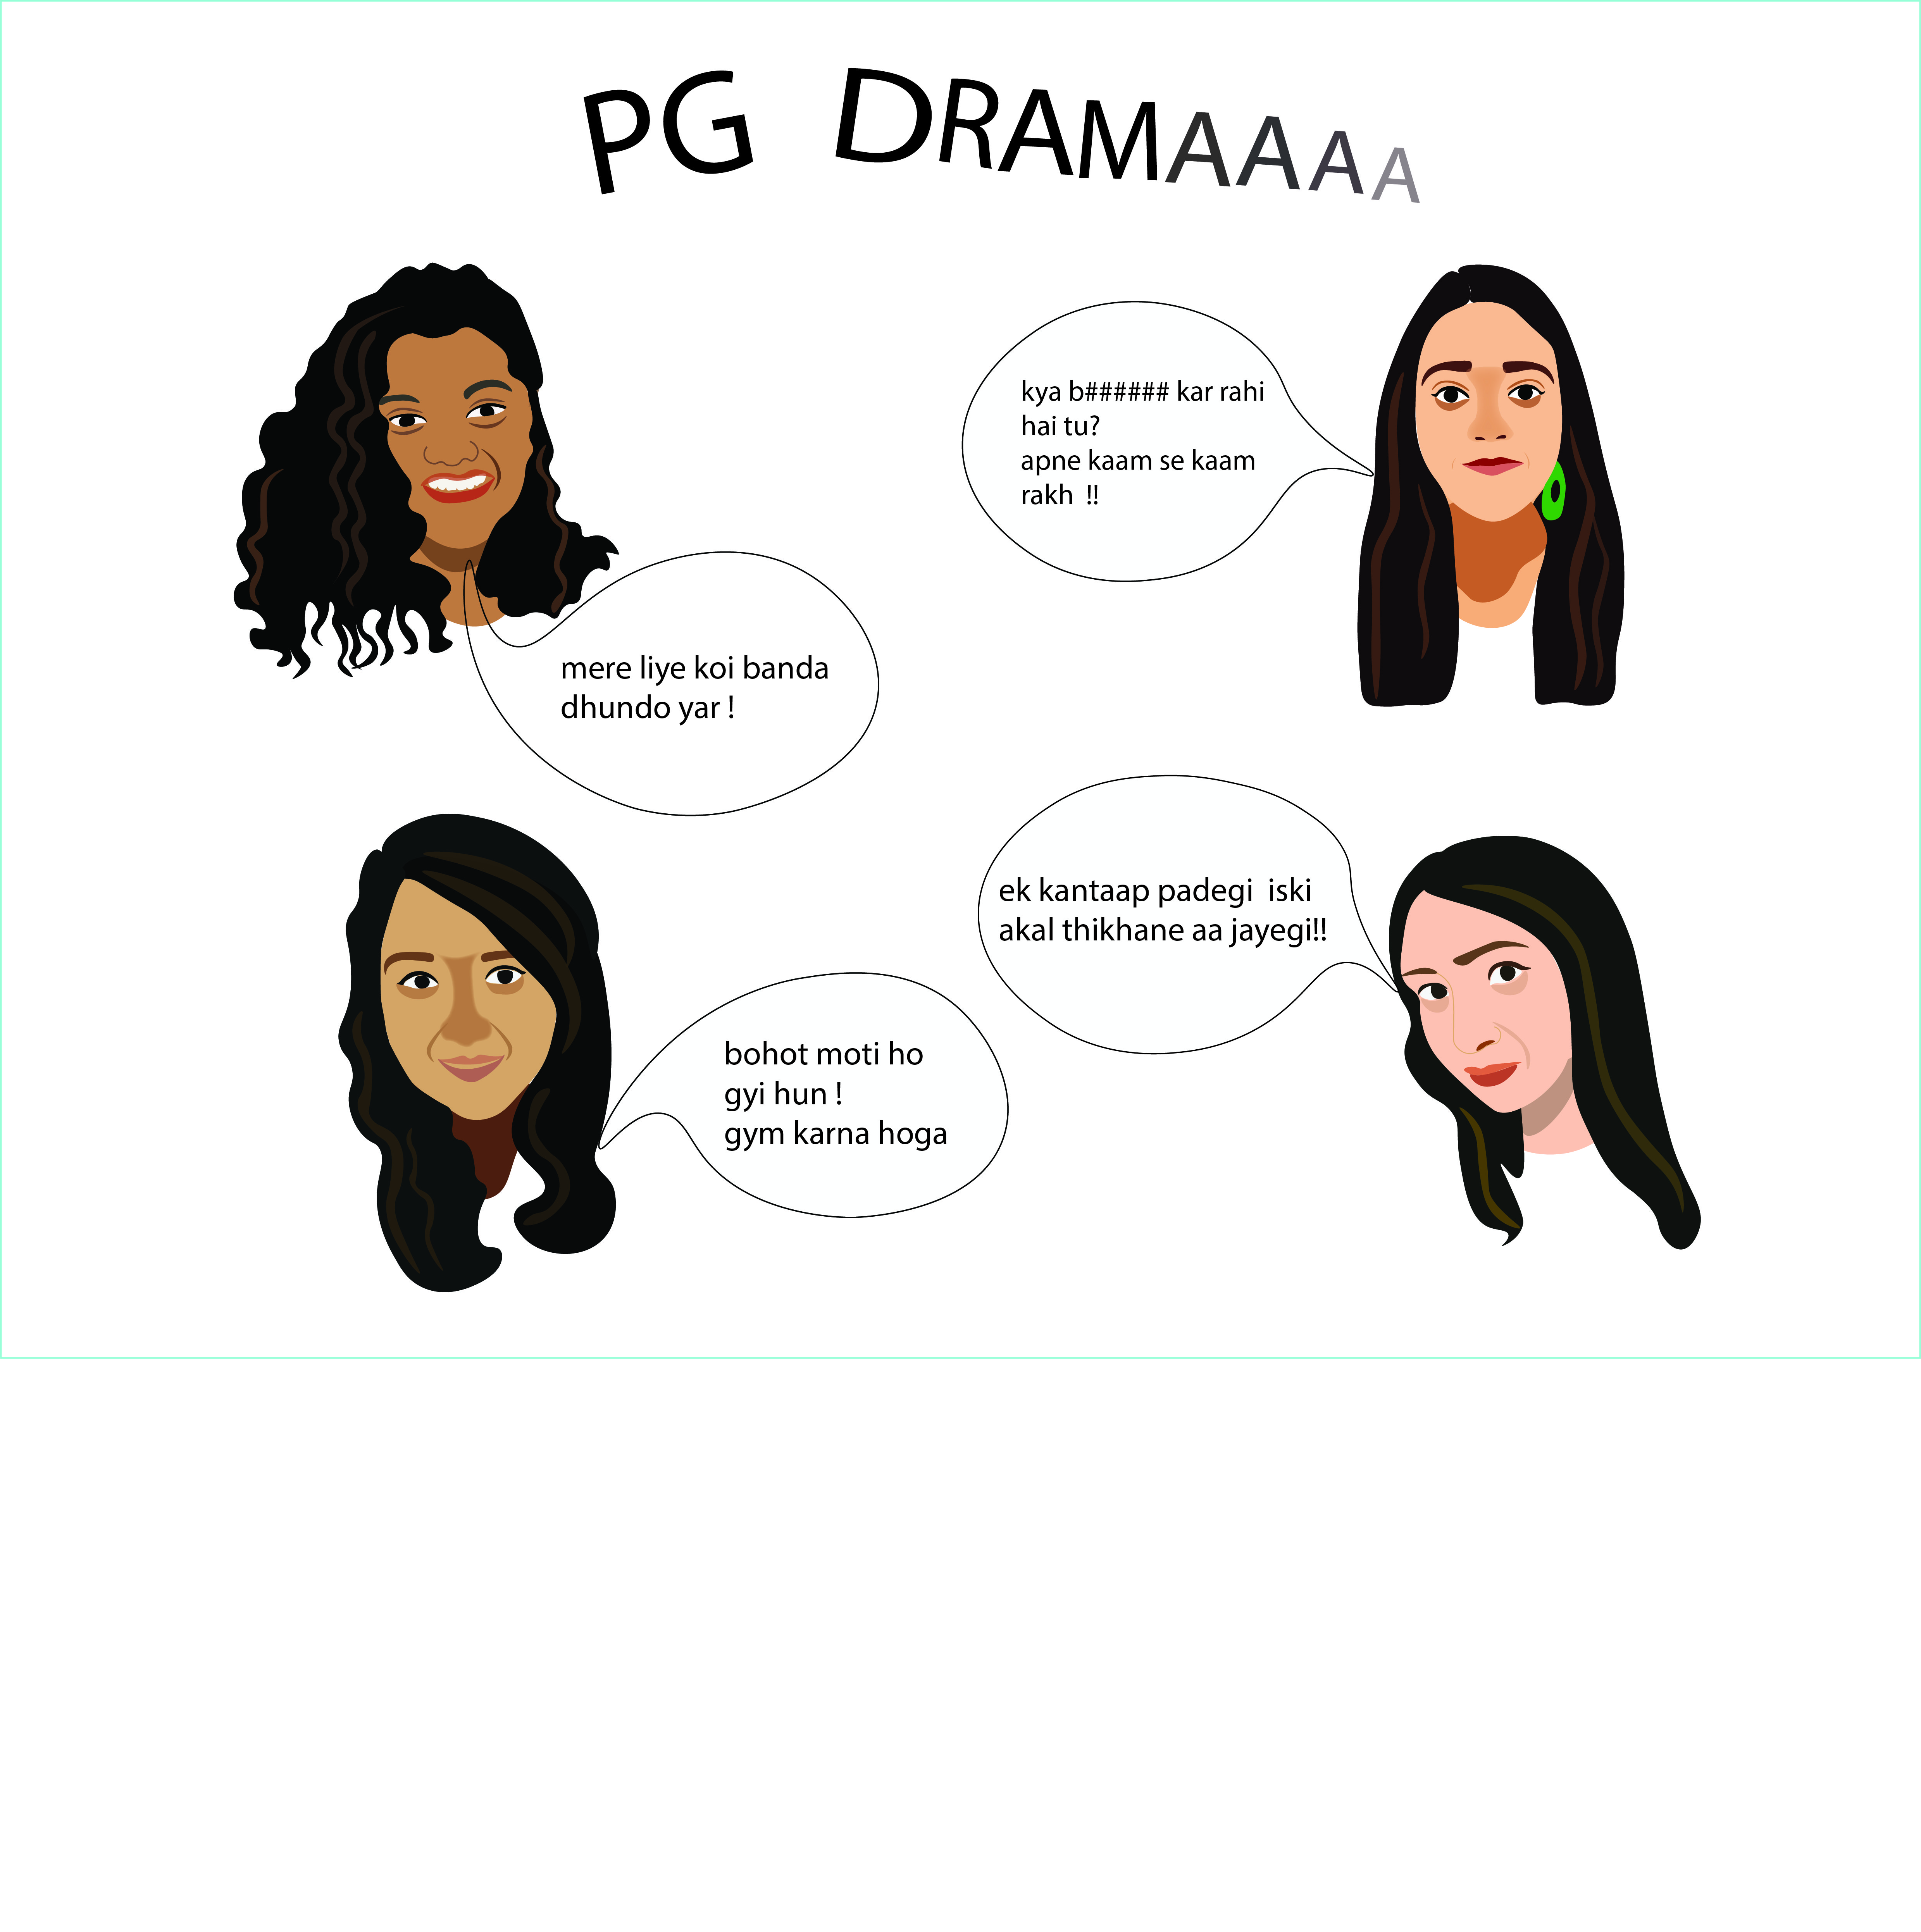 PG DRAMAAAA
kya b###### kar rahi
hai tu?
apne kaam se kaam
rakh !!
mere liye koi banda
dhundo yar !
ek kantaap padegi iski
akal thikhane aa jayegi!!
bohot moti ho
gyi hun !
gym karna hoga